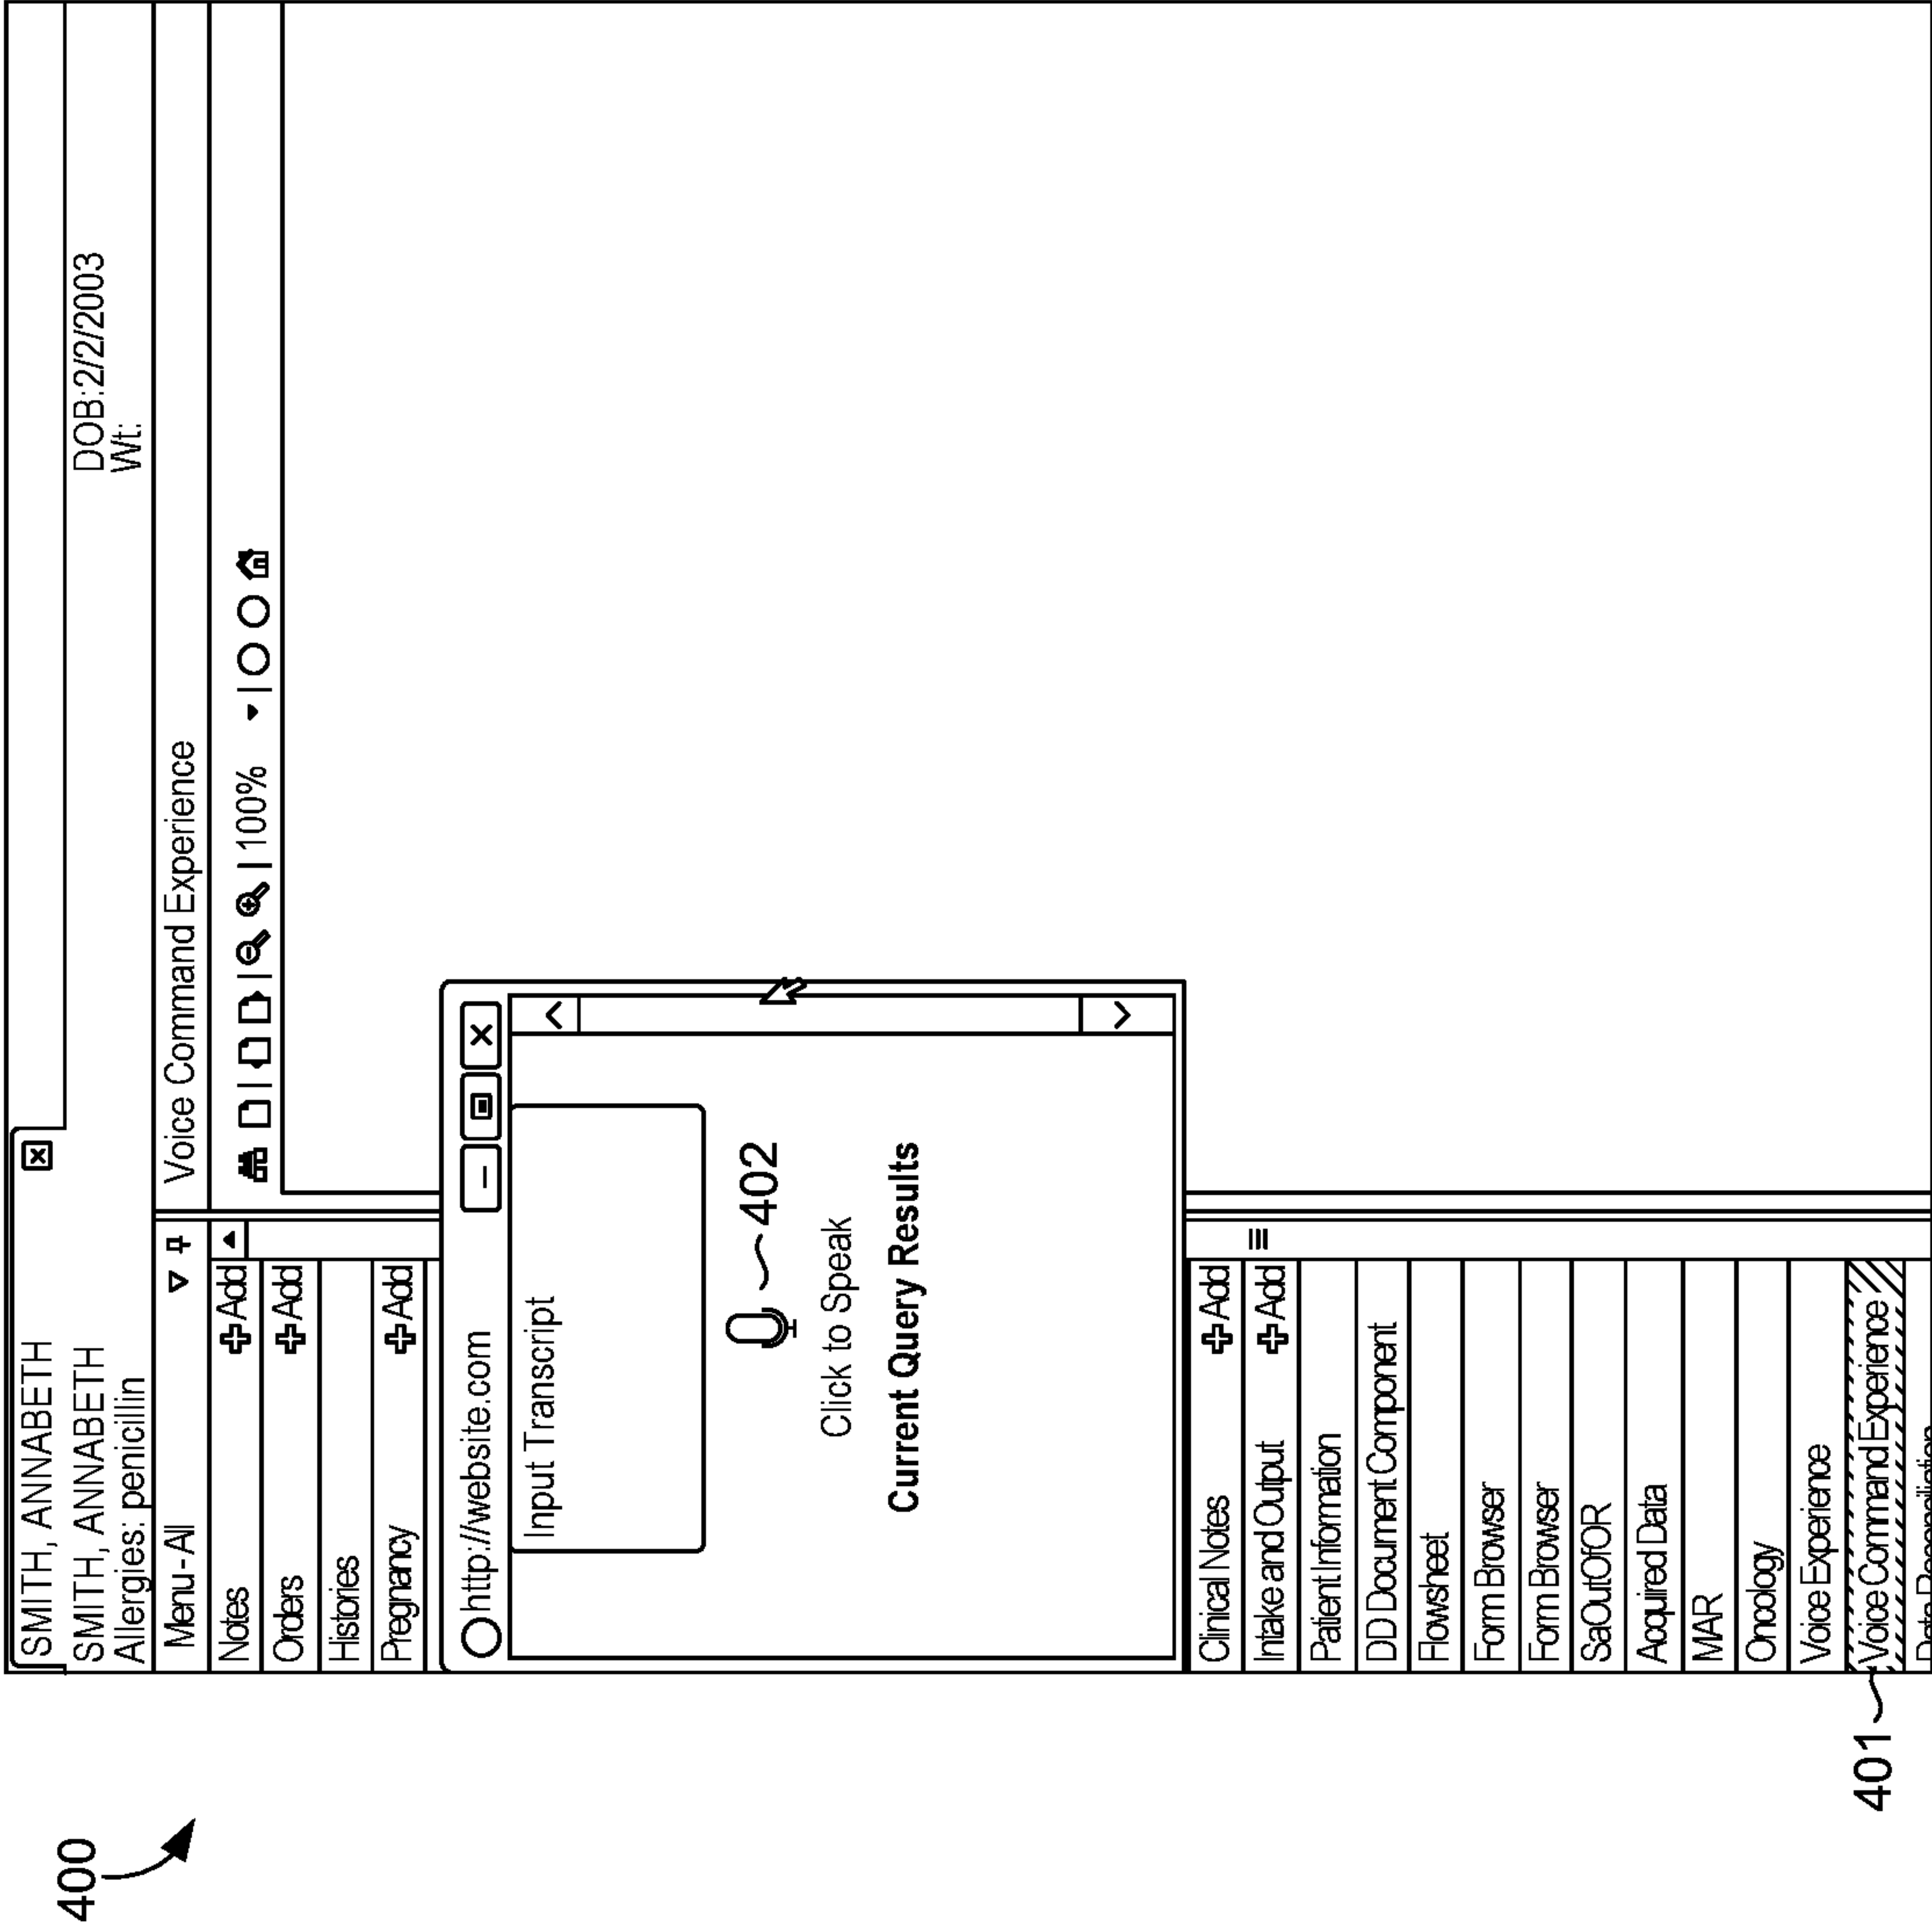 400
SMITH, ANNABETH
SMITH, ANNABETH
DOB:2/2/2003
Allergies: penicillin
Wt:
Menu - All
Voice Command Experience
100%
Notes
Add
Orders
Add
Histories
Pregnancy
Add
http://website.com
Input Transcript
402
Click to Speak
Current Query Results
Clinical Notes
Add
Intake and Output
Add
Patient Information
DD Document Component
Flowsheet
Form Browser
Form Browser
SaOutOfOR
Acquired Data
MAR
Oncology
Voice Experience
401
Voice Command Experience